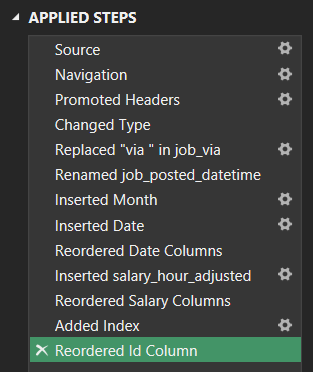 APPLIED STEPS
Source
Navigation
Promoted Headers
Changed Type
Replaced "via " in job_via
Renamed job_posted_datetime
Inserted Month
Inserted Date
Reordered Date Columns
Inserted salary_hour_adjusted
Reordered Salary Columns
Added Index
Reordered Id Column